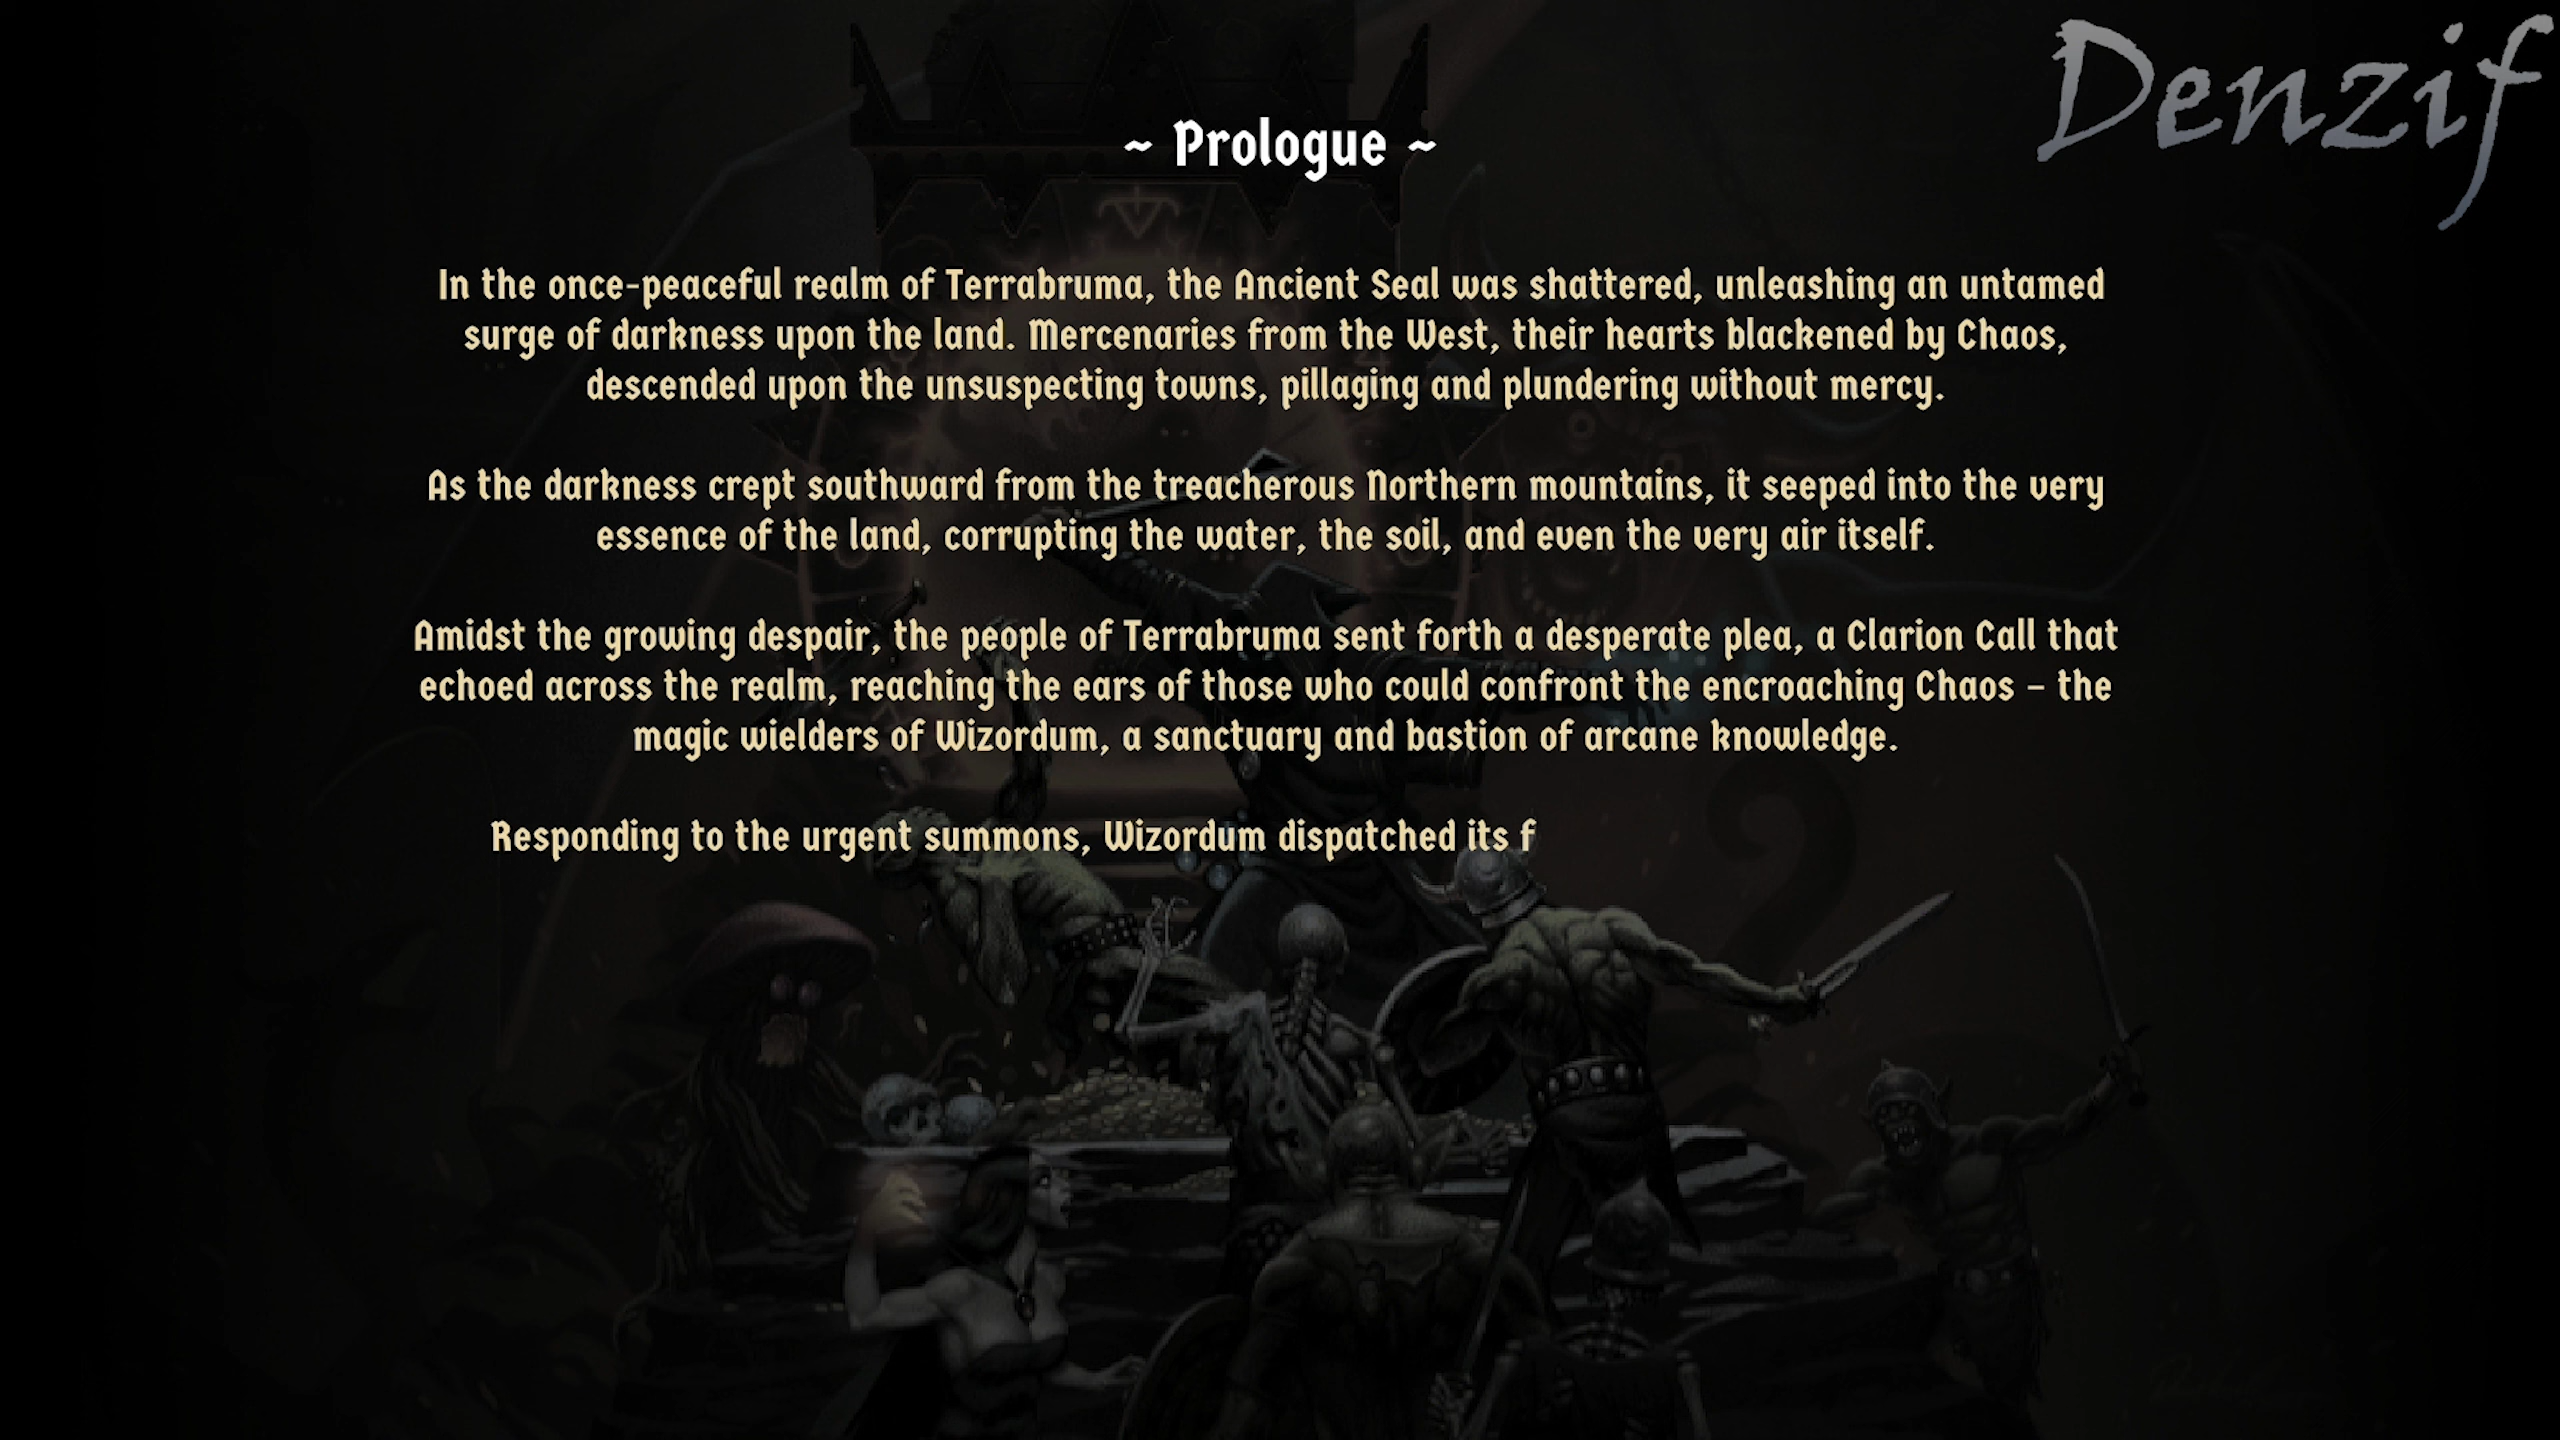 Denzif
~ Prologue ~
In the once-peaceful realm of Terrabruma, the Ancient Seal was shattered, unleashing an untamed
surge of darkness upon the land. Mercenaries from the West, their hearts blackened by Chaos,
descended upon the unsuspecting towns, pillaging and plundering without mercy.
As the darkness crept southward from the treacherous Northern mountains, it seeped into the very
essence of the land, corrupting the water, the soil, and even the very air itself.
Amidst the growing despair, the people of Terrabruma sent forth a desperate plea, a Clarion Call that
echoed across the realm, reaching the ears of those who could confront the encroaching Chaos – the
magic wielders of Wizordum, a sanctuary and bastion of arcane knowledge.
Responding to the urgent summons, Wizordum dispatched its f